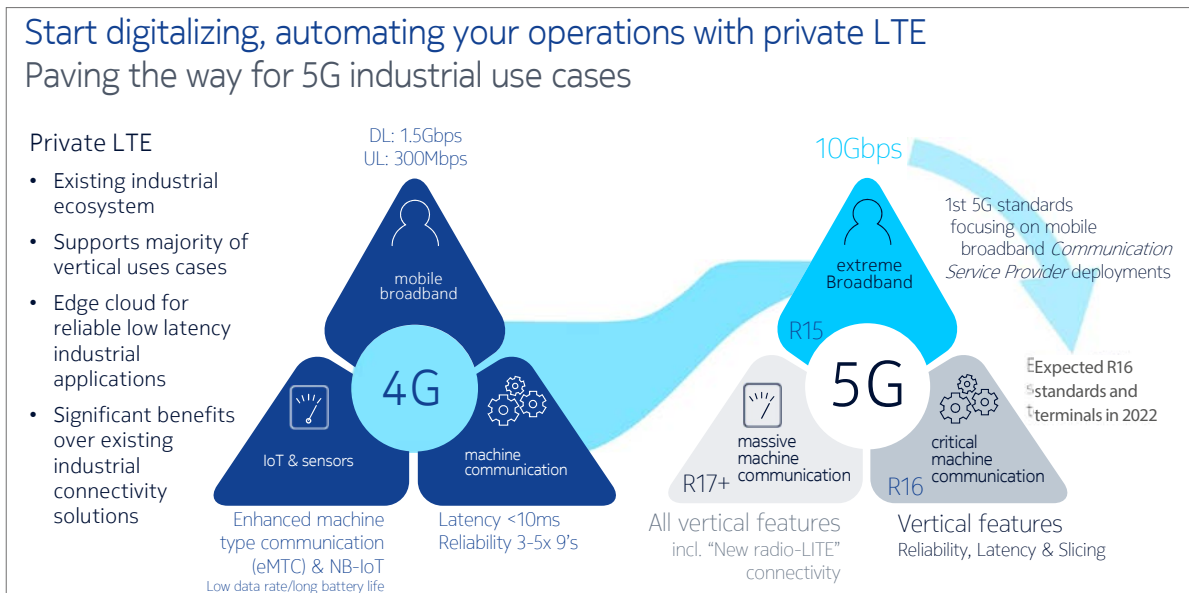 Start digitalizing, automating your operations with private LTE
Paving the way for 5G industrial use cases
Private LTE
• Existing industrial
ecosystem
• Supports majority of
vertical uses cases
• Edge cloud for
reliable low latency
industrial
applications
• Significant benefits
over existing
industrial
connectivity
solutions
DL: 1.5Gbps
UL: 300Mbps
mobile
broadband
4G
IoT & sensors
machine
communication
Enhanced machine
type communication
(eMTC) & NB-IoT
Low data rate/long battery life
Latency <10ms
Reliability 3-5x 9's
10Gbps
1st 5G standards
focusing on mobile
broadband Communication
Service Provider deployments
extreme
Broadband
R15
5G
massive
machine
communication
R17+
critical
machine
communication
R16
Expected R16
standards and
terminals in 2022
All vertical features
incl. “New radio-LITE”
connectivity
Vertical features
Reliability, Latency & Slicing